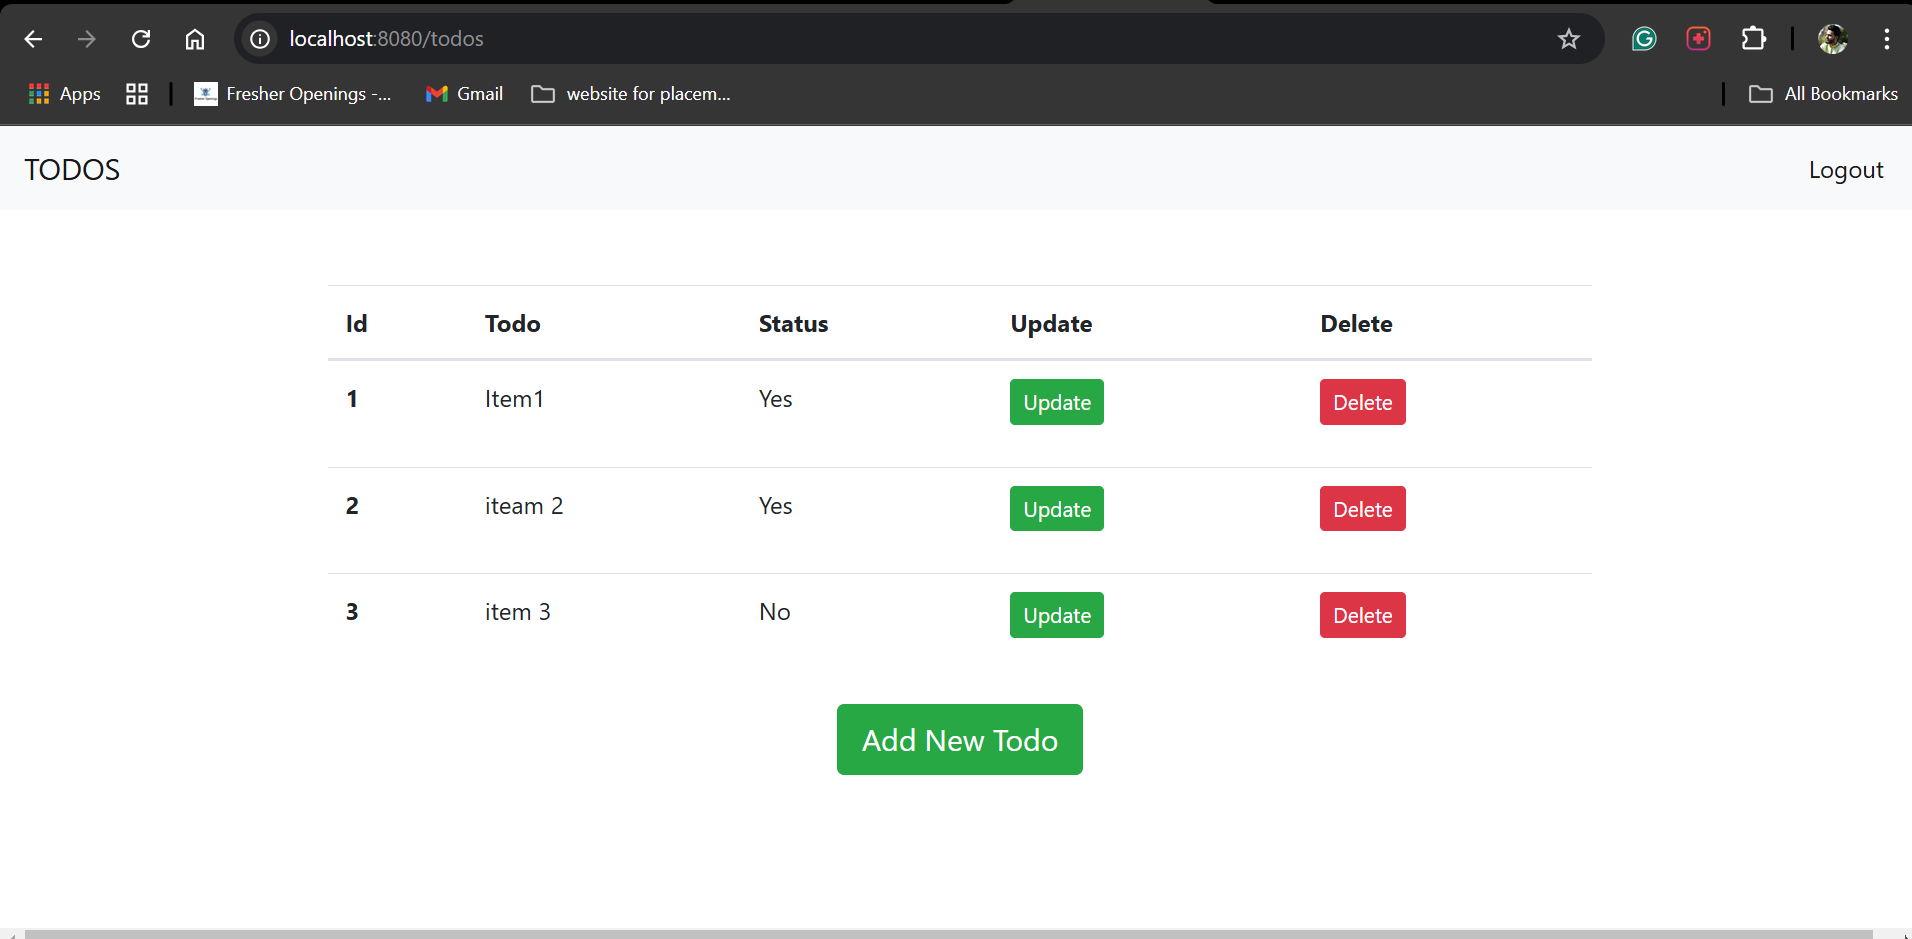 localhost:8080/todos
Apps Fresher Openings -... Gmail website for placem... All Bookmarks
TODOS Logout
Id Todo Status Update Delete
1 Item1 Yes Update Delete
2 iteam 2 Yes Update Delete
3 item 3 No Update Delete
Add New Todo